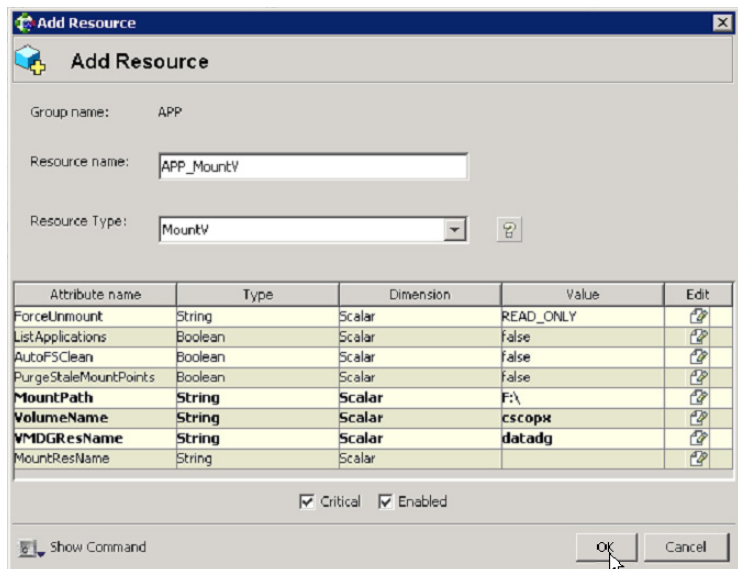 Add Resource
Add Resource
Group name: APP
Resource name: APP_MountV
Resource Type: MountV
Attribute name Type Dimension Value Edit
ForceUnmount String Scalar READ_ONLY
ListApplications Boolean Scalar false
AutoFSClean Boolean Scalar false
PurgeStaleMountPoints Boolean Scalar false
MountPath String Scalar F:\
VolumeName String Scalar cscopx
VMDGResName String Scalar datadg
MountResName String Scalar
Critical Enabled
Show Command OK Cancel